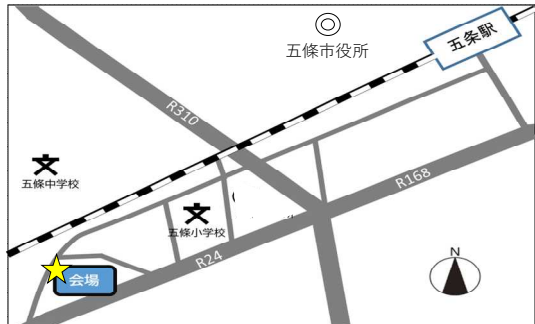 五條市役所
五条駅
R310
R168
五條中学校
五條小学校
R24
会場
N